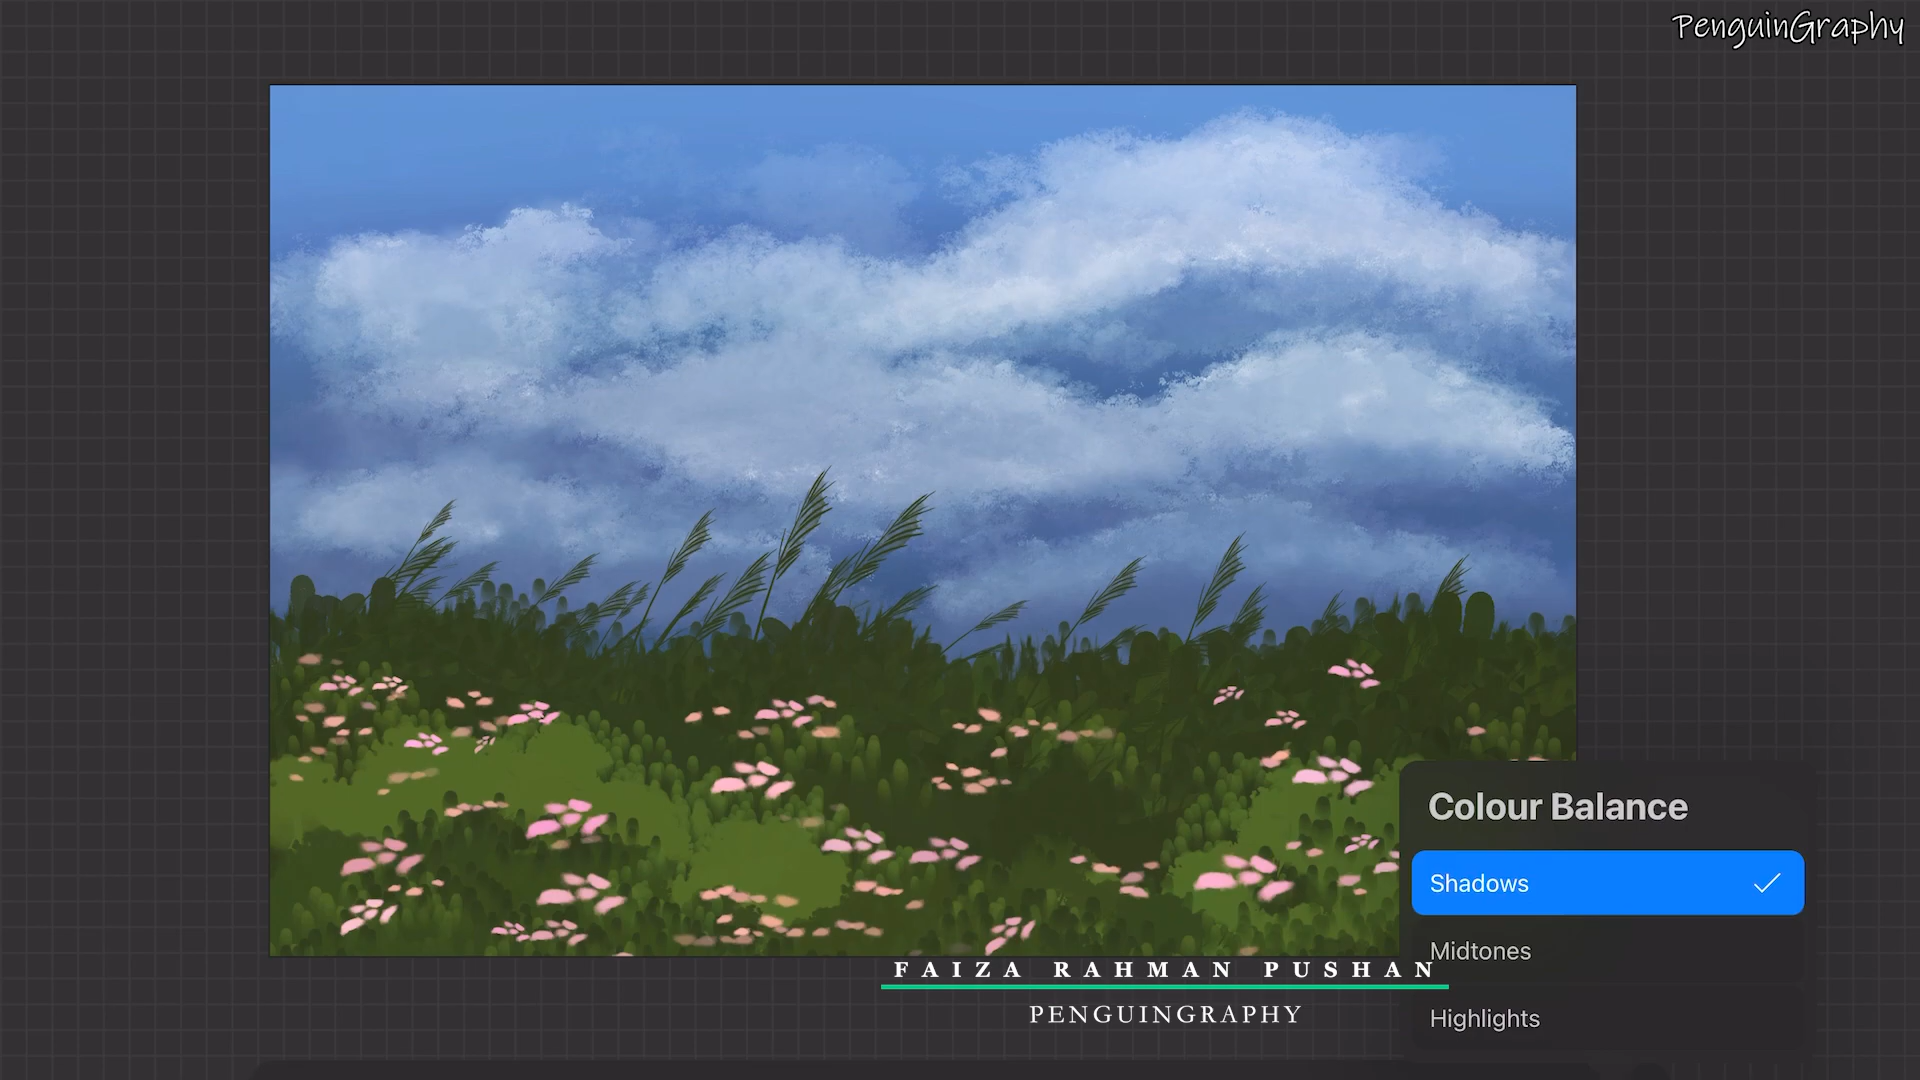 PenguinGraphy
Colour Balance
Shadows
Midtones
FAIZA RAHMAN PUSHAN
PENGUINGRAPHY
Highlights